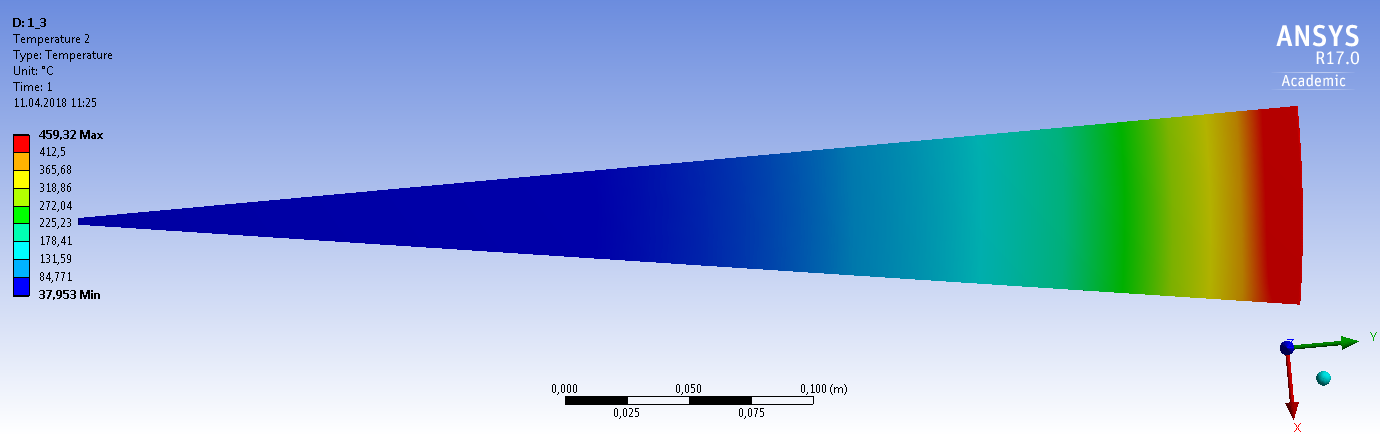 D: 1_3
Temperature 2
Type: Temperature
Unit: °C
Time: 1
11.04.2018 11:25
459,32 Max
412,5
365,68
318,86
272,04
225,23
178,41
131,59
84,771
37,953 Min
ANSYS
R17.0
Academic
0,000 0,050 0,100 (m)
0,025 0,075
Y
Z
X